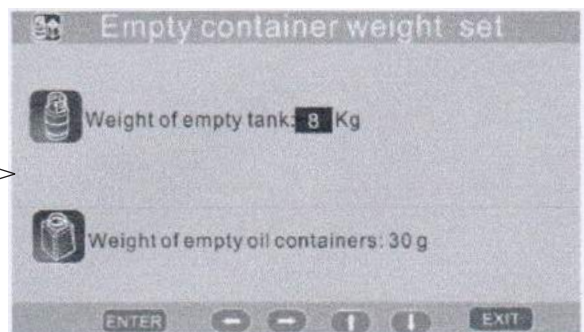 Empty container weight set
Weight of empty tank: 8 Kg
Weight of empty oil containers: 30 g
ENTER EXIT